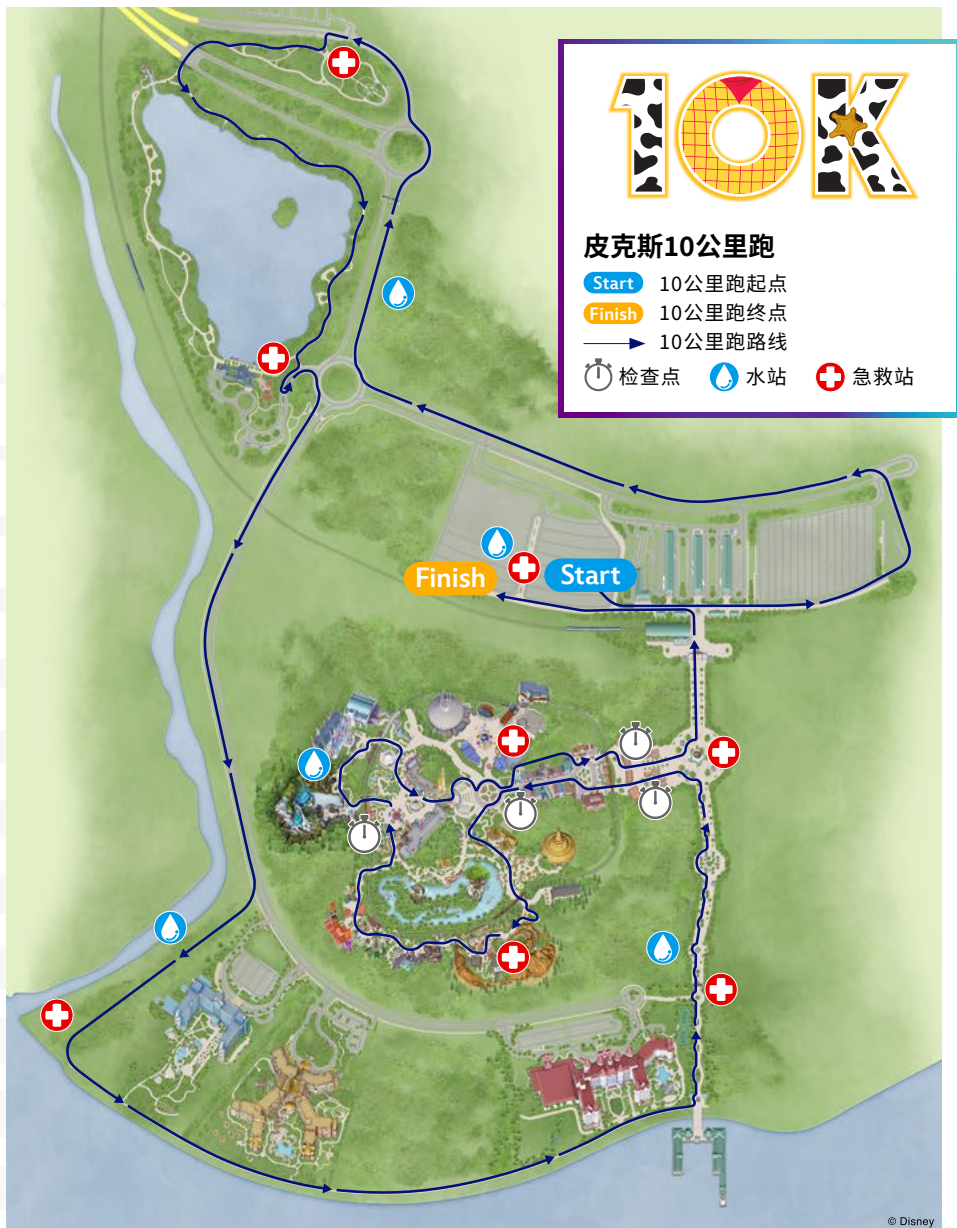 10K
皮克斯10公里跑
Start 10公里跑起点
Finish 10公里跑终点
10公里跑路线
检查点 水站 急救站
Finish Start
© Disney